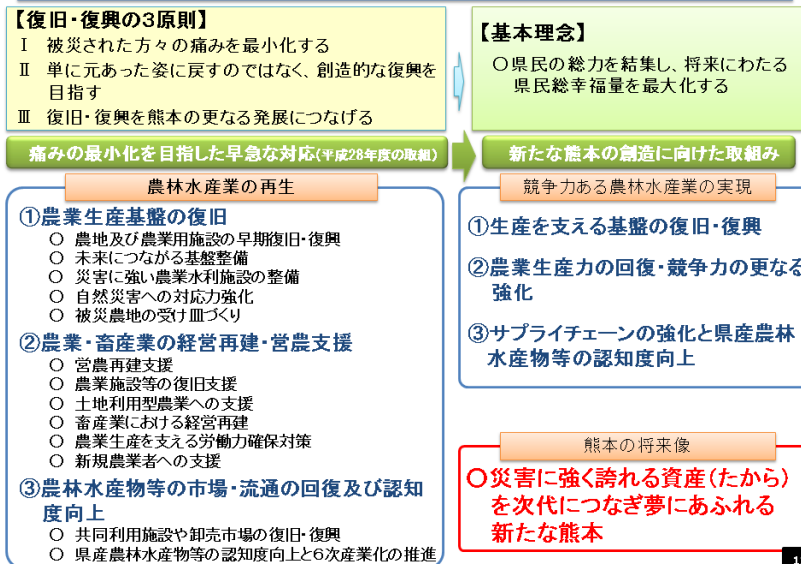 【復旧・復興の3原則】
Ⅰ 被災された方々の痛みを最小化する
Ⅱ 単に元あった姿に戻すのではなく、創造的な復興を
目指す
Ⅲ 復旧・復興を熊本の更なる発展につなげる
【基本理念】
○県民の総力を結集し、将来にわたる
県民総幸福量を最大化する
痛みの最小化を目指した早急な対応(平成28年度の取組)
新たな熊本の創造に向けた取組み
農林水産業の再生
①農業生産基盤の復旧
○ 農地及び農業用施設の早期復旧・復興
○ 未来につながる基盤整備
○ 災害に強い農業水利施設の整備
○ 自然災害への対応力強化
○ 被災農地の受け皿づくり
②農業・畜産業の経営再建・営農支援
○ 営農再建支援
○ 農業施設等の復旧支援
○ 土地利用型農業への支援
○ 畜産業における経営再建
○ 農業生産を支える労働力確保対策
○ 新規農業者への支援
③農林水産物等の市場・流通の回復及び認知
度向上
○ 共同利用施設や卸売市場の復旧・復興
○ 県産農林水産物等の認知度向上と6次産業化の推進
競争力ある農林水産業の実現
①生産を支える基盤の復旧・復興
②農業生産力の回復・競争力の更なる
強化
③サプライチェーンの強化と県産農林
水産物等の認知度向上
熊本の将来像
○災害に強く誇れる資産(たから)
を次代につなぎ夢にあふれる
新たな熊本